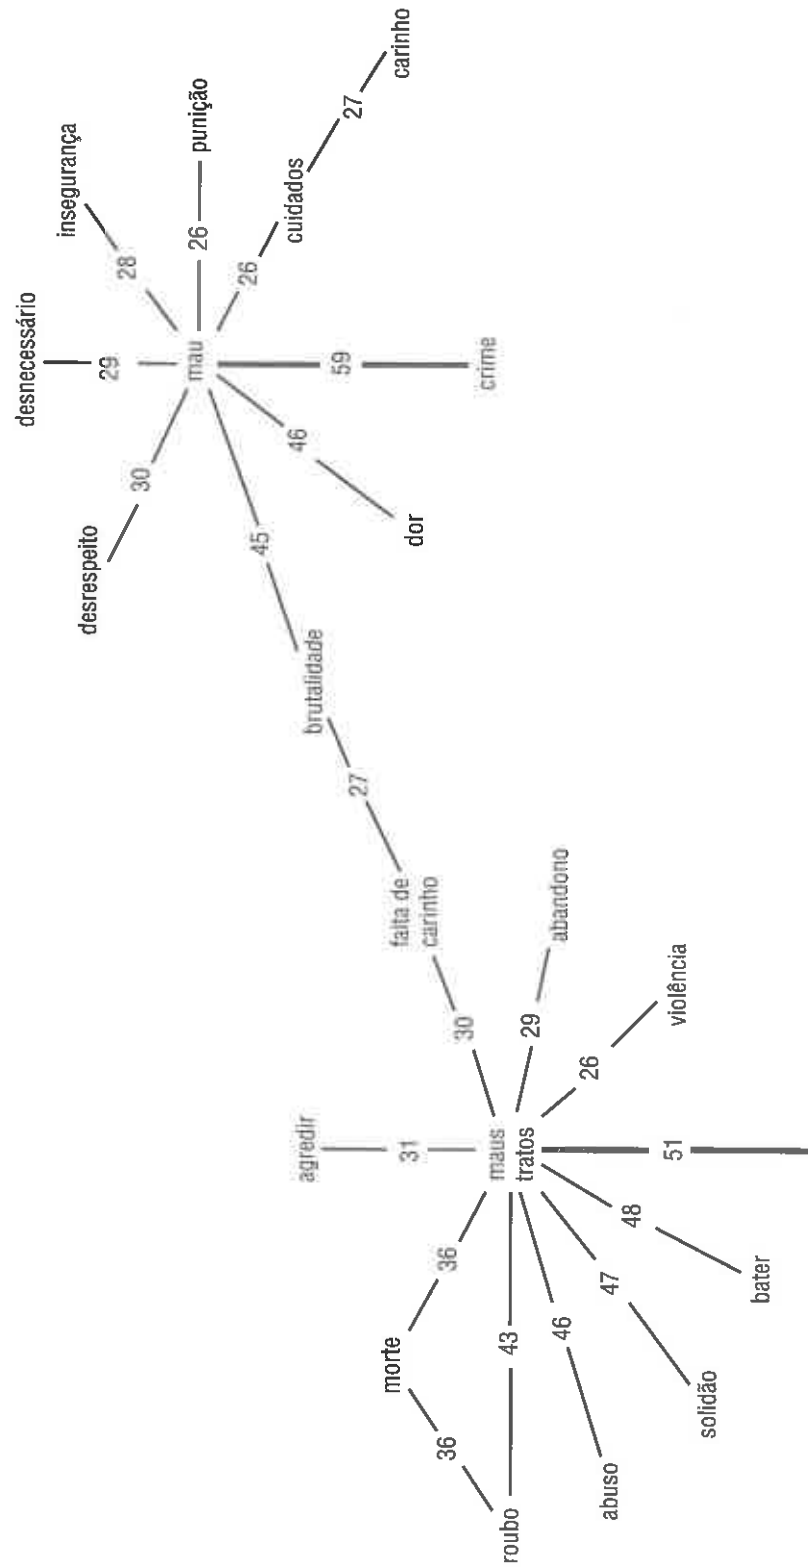 desnecessário
insegurança
29
28
punição
carinho
desrespeito
30
mau
26
26
cuidados
27
45
46
59
dor
crime
brutalidade
27
falta de
carinho
agredir
30
31
abandono
morte
36
maus
tratos
29
26
violência
36
43
46
47
48
51
roubo
abuso
solidão
bater